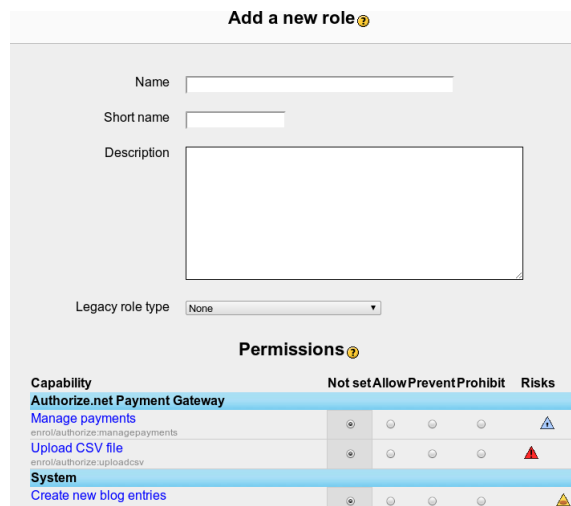 Add a new role
Name
Short name
Description
Legacy role type None
Permissions
Capability Not set Allow Prevent Prohibit Risks
Authorize.net Payment Gateway
Manage payments
enrol/authorize:managepayments
Upload CSV file
enrol/authorize:uploadcsv
System
Create new blog entries